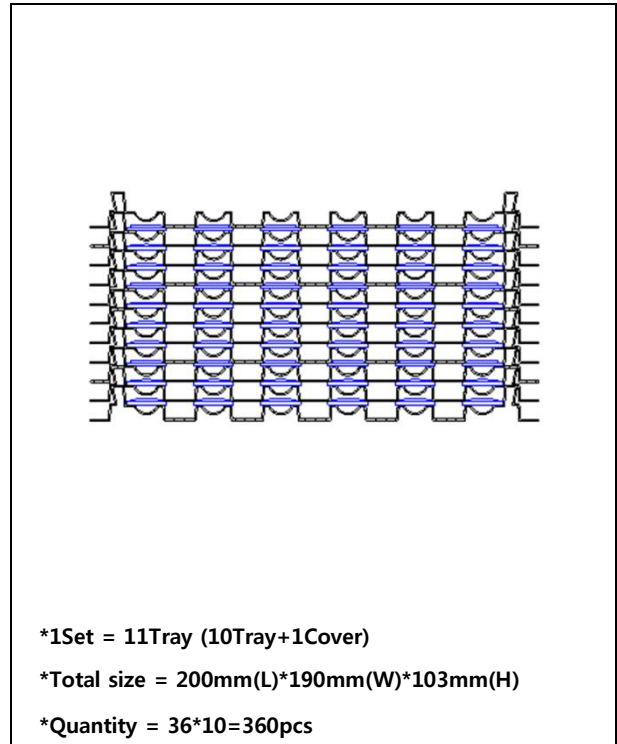 *1Set = 11Tray (10Tray+1Cover)
*Total size = 200mm(L)*190mm(W)*103mm(H)
*Quantity = 36*10=360pcs